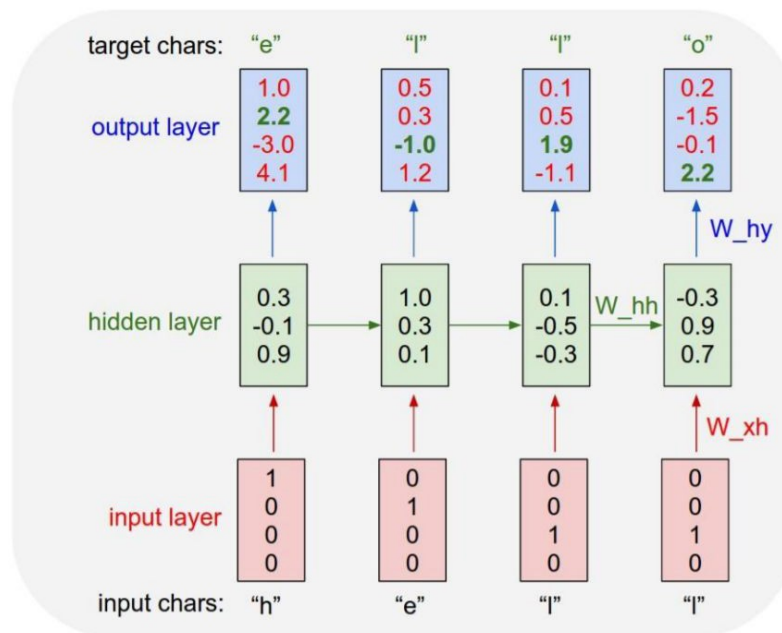 target chars: “e” “l” “l” “o”
1.0 0.5 0.1 0.2
2.2 0.3 0.5 -1.5
output layer -3.0 -1.0 1.9 -0.1
4.1 1.2 -1.1 2.2
W_hy
0.3 1.0 0.1 W_hh -0.3
hidden layer -0.1 0.3 -0.5 0.9
0.9 0.1 -0.3 0.7
W_xh
1 0 0 0
0 1 0 0
input layer 0 0 1 1
0 0 0 0
input chars: “h” “e” “l” “l”